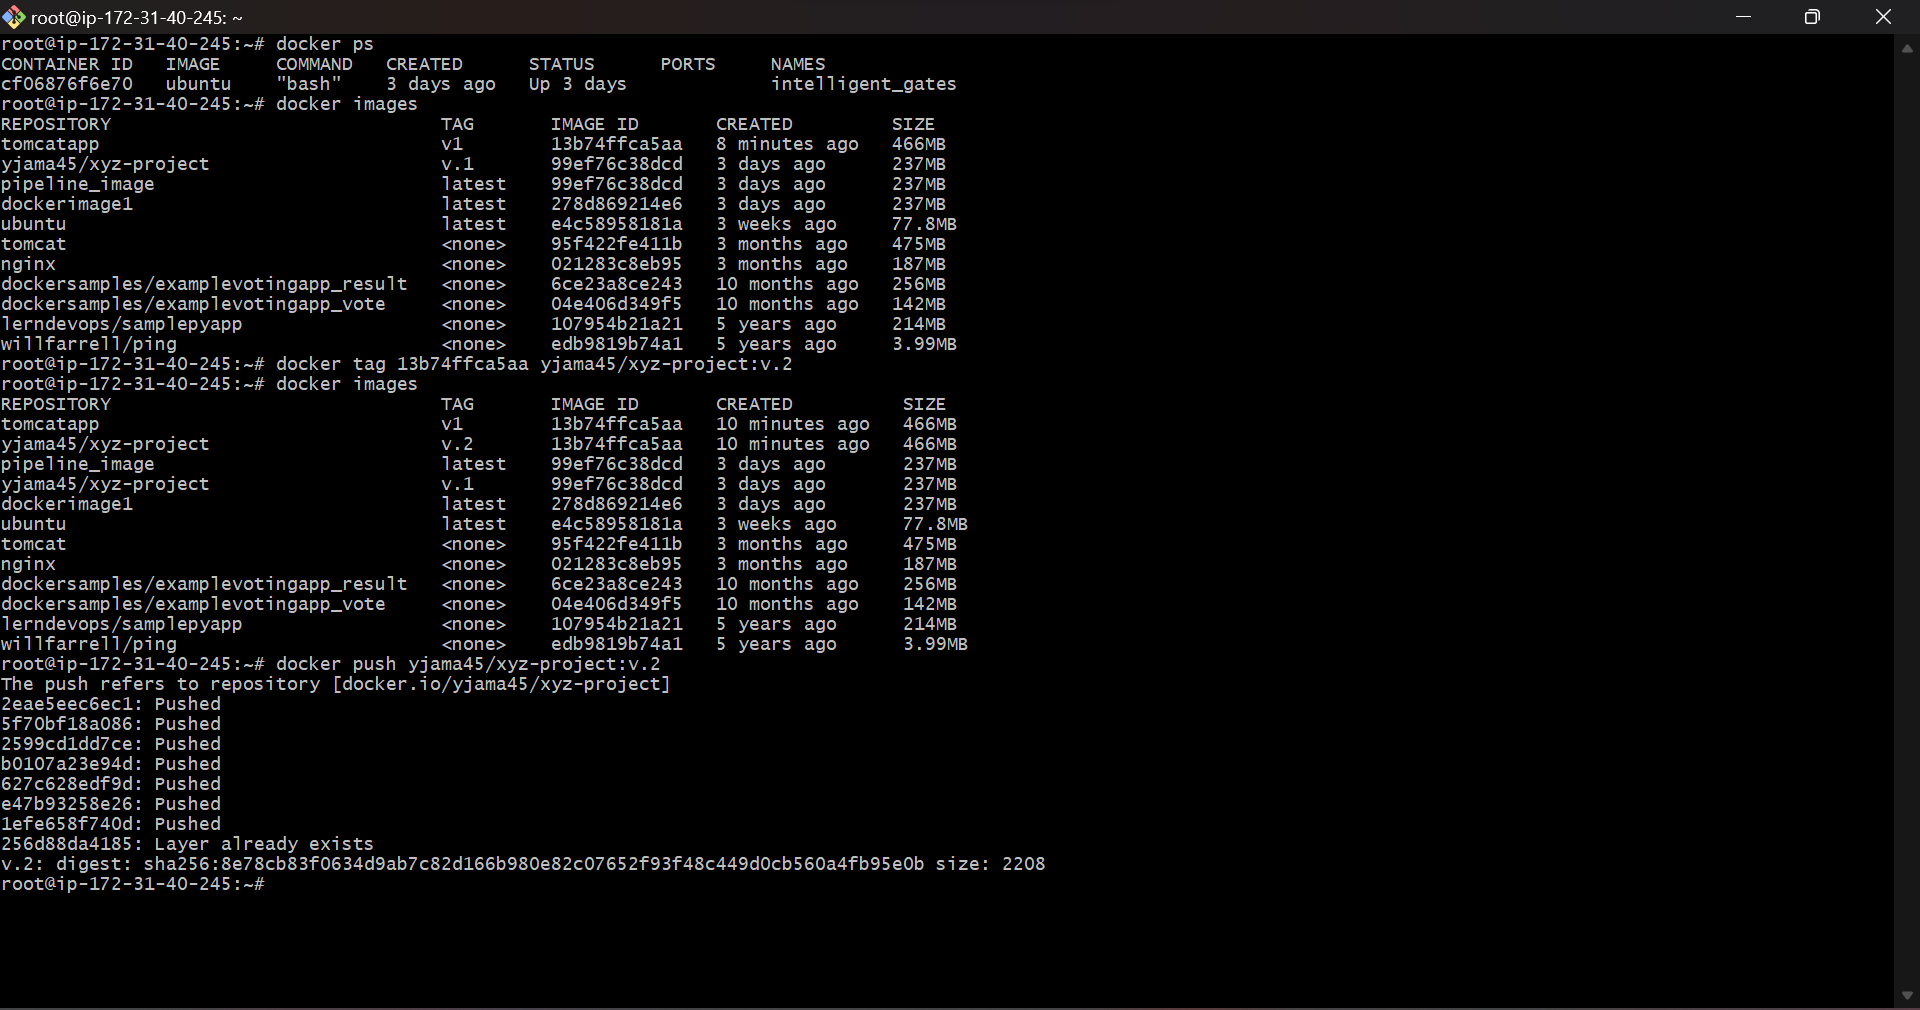 root@ip-172-31-40-245: ~
root@ip-172-31-40-245:~# docker ps
CONTAINER ID   IMAGE     COMMAND   CREATED      STATUS      PORTS     NAMES
cf06876f6e70   ubuntu    "bash"    3 days ago   Up 3 days             intelligent_gates
root@ip-172-31-40-245:~# docker images
REPOSITORY                              TAG       IMAGE ID       CREATED         SIZE
tomcatapp                               v1        13b74ffca5aa   8 minutes ago   466MB
yjama45/xyz-project                     v.1       99ef76c38dcd   3 days ago      237MB
pipeline_image                          latest    99ef76c38dcd   3 days ago      237MB
dockerimage1                            latest    278d869214e6   3 days ago      237MB
ubuntu                                  latest    e4c58958181a   3 weeks ago     77.8MB
tomcat                                  <none>    95f422fe411b   3 months ago    475MB
nginx                                   <none>    021283c8eb95   3 months ago    187MB
dockersamples/examplevotingapp_result   <none>    6ce23a8ce243   10 months ago   256MB
dockersamples/examplevotingapp_vote     <none>    04e406d349f5   10 months ago   142MB
lerndevops/samplepyapp                  <none>    107954b21a21   5 years ago     214MB
willfarrell/ping                        <none>    edb9819b74a1   5 years ago     3.99MB
root@ip-172-31-40-245:~# docker tag 13b74ffca5aa yjama45/xyz-project:v.2
root@ip-172-31-40-245:~# docker images
REPOSITORY                              TAG       IMAGE ID       CREATED          SIZE
tomcatapp                               v1        13b74ffca5aa   10 minutes ago   466MB
yjama45/xyz-project                     v.2       13b74ffca5aa   10 minutes ago   466MB
pipeline_image                          latest    99ef76c38dcd   3 days ago       237MB
yjama45/xyz-project                     v.1       99ef76c38dcd   3 days ago       237MB
dockerimage1                            latest    278d869214e6   3 days ago       237MB
ubuntu                                  latest    e4c58958181a   3 weeks ago      77.8MB
tomcat                                  <none>    95f422fe411b   3 months ago     475MB
nginx                                   <none>    021283c8eb95   3 months ago     187MB
dockersamples/examplevotingapp_result   <none>    6ce23a8ce243   10 months ago    256MB
dockersamples/examplevotingapp_vote     <none>    04e406d349f5   10 months ago    142MB
lerndevops/samplepyapp                  <none>    107954b21a21   5 years ago      214MB
willfarrell/ping                        <none>    edb9819b74a1   5 years ago      3.99MB
root@ip-172-31-40-245:~# docker push yjama45/xyz-project:v.2
The push refers to repository [docker.io/yjama45/xyz-project]
2eae5eec6ec1: Pushed
5f70bf18a086: Pushed
2599cd1dd7ce: Pushed
b0107a23e94d: Pushed
627c628edf9d: Pushed
e47b93258e26: Pushed
1efe658f740d: Pushed
256d88da4185: Layer already exists
v.2: digest: sha256:8e78cb83f0634d9ab7c82d166b980e82c07652f93f48c449d0cb560a4fb95e0b size: 2208
root@ip-172-31-40-245:~#